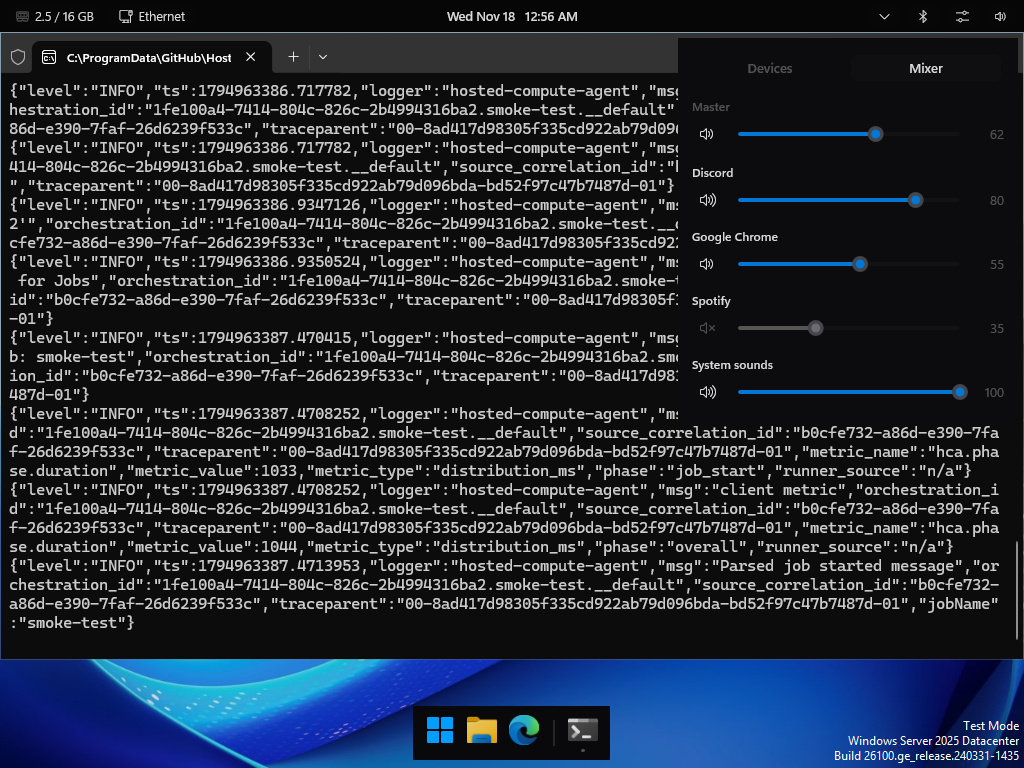 2.5 / 16 GB
Ethernet
Wed Nov 18 12:56 AM
C:\ProgramData\GitHub\Host
Devices
Mixer
Master
62
Discord
80
Google Chrome
55
Spotify
35
System sounds
100
{"level":"INFO","ts":1794963386.717782,"logger":"hosted-compute-agent","msg
hestration_id":"1fe100a4-7414-804c-826c-2b4994316ba2.smoke-test.__default"
86d-e390-7faf-26d6239f533c","traceparent":"00-8ad417d98305f335cd922ab79d096
{"level":"INFO","ts":1794963386.717782,"logger":"hosted-compute-agent","msg
414-804c-826c-2b4994316ba2.smoke-test.__default","source_correlation_id":"b
","traceparent":"00-8ad417d98305f335cd922ab79d096bda-bd52f97c47b7487d-01"}
{"level":"INFO","ts":1794963386.9347126,"logger":"hosted-compute-agent","ms
2'","orchestration_id":"1fe100a4-7414-804c-826c-2b4994316ba2.smoke-test.__d
cfe732-a86d-e390-7faf-26d6239f533c","traceparent":"00-8ad417d98305f335cd922
{"level":"INFO","ts":1794963386.9350524,"logger":"hosted-compute-agent","ms
for Jobs","orchestration_id":"1fe100a4-7414-804c-826c-2b4994316ba2.smoke-t
id":"b0cfe732-a86d-e390-7faf-26d6239f533c","traceparent":"00-8ad417d98305f3
-01"}
{"level":"INFO","ts":1794963387.470415,"logger":"hosted-compute-agent","msg
b: smoke-test","orchestration_id":"1fe100a4-7414-804c-826c-2b4994316ba2.smo
ion_id":"b0cfe732-a86d-e390-7faf-26d6239f533c","traceparent":"00-8ad417d983
487d-01"}
{"level":"INFO","ts":1794963387.4708252,"logger":"hosted-compute-agent","ms
d":"1fe100a4-7414-804c-826c-2b4994316ba2.smoke-test.__default","source_correlation_id":"b0cfe732-a86d-e390-7fa
f-26d6239f533c","traceparent":"00-8ad417d98305f335cd922ab79d096bda-bd52f97c47b7487d-01","metric_name":"hca.pha
se.duration","metric_value":1033,"metric_type":"distribution_ms","phase":"job_start","runner_source":"n/a"}
{"level":"INFO","ts":1794963387.4708252,"logger":"hosted-compute-agent","msg":"client metric","orchestration_i
d":"1fe100a4-7414-804c-826c-2b4994316ba2.smoke-test.__default","source_correlation_id":"b0cfe732-a86d-e390-7fa
f-26d6239f533c","traceparent":"00-8ad417d98305f335cd922ab79d096bda-bd52f97c47b7487d-01","metric_name":"hca.pha
se.duration","metric_value":1044,"metric_type":"distribution_ms","phase":"overall","runner_source":"n/a"}
{"level":"INFO","ts":1794963387.4713953,"logger":"hosted-compute-agent","msg":"Parsed job started message","or
chestration_id":"1fe100a4-7414-804c-826c-2b4994316ba2.smoke-test.__default","source_correlation_id":"b0cfe732-
a86d-e390-7faf-26d6239f533c","traceparent":"00-8ad417d98305f335cd922ab79d096bda-bd52f97c47b7487d-01","jobName"
:"smoke-test"}
Test Mode
Windows Server 2025 Datacenter
Build 26100.ge_release.240331-1435